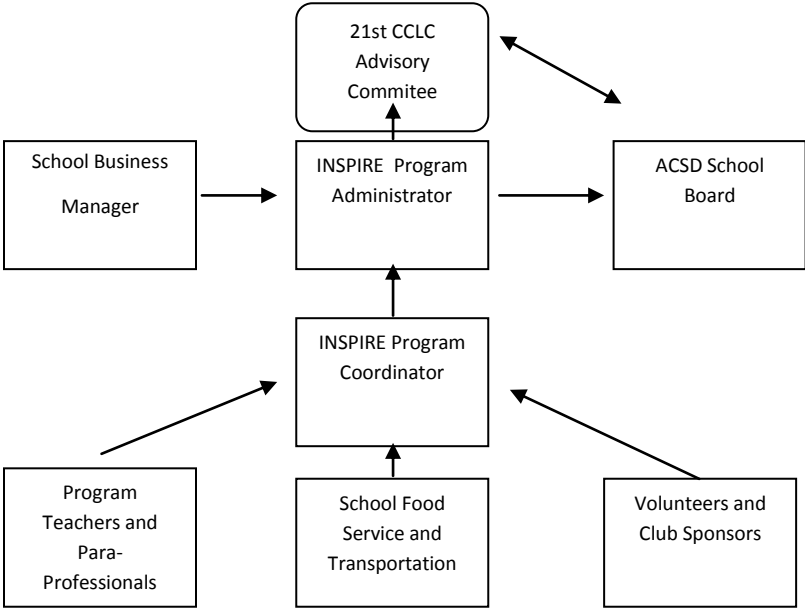 21st CCLC
Advisory
Commitee
School Business
Manager
INSPIRE Program
Administrator
ACSD School
Board
INSPIRE Program
Coordinator
Program
Teachers and
Para-
Professionals
School Food
Service and
Transportation
Volunteers and
Club Sponsors